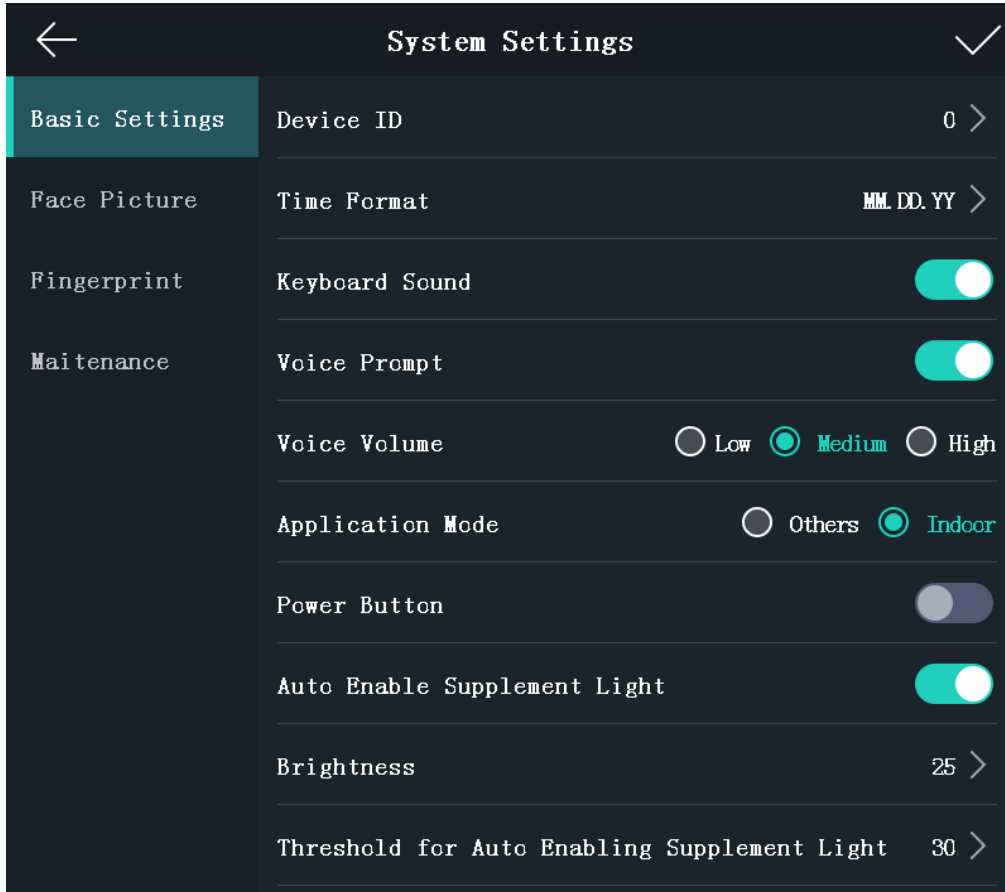 System Settings
Basic Settings
Face Picture
Fingerprint
Maitenance
Device ID 0
Time Format MM.DD.YY
Keyboard Sound
Voice Prompt
Voice Volume Low Medium High
Application Mode Others Indoor
Power Button
Auto Enable Supplement Light
Brightness 25
Threshold for Auto Enabling Supplement Light 30